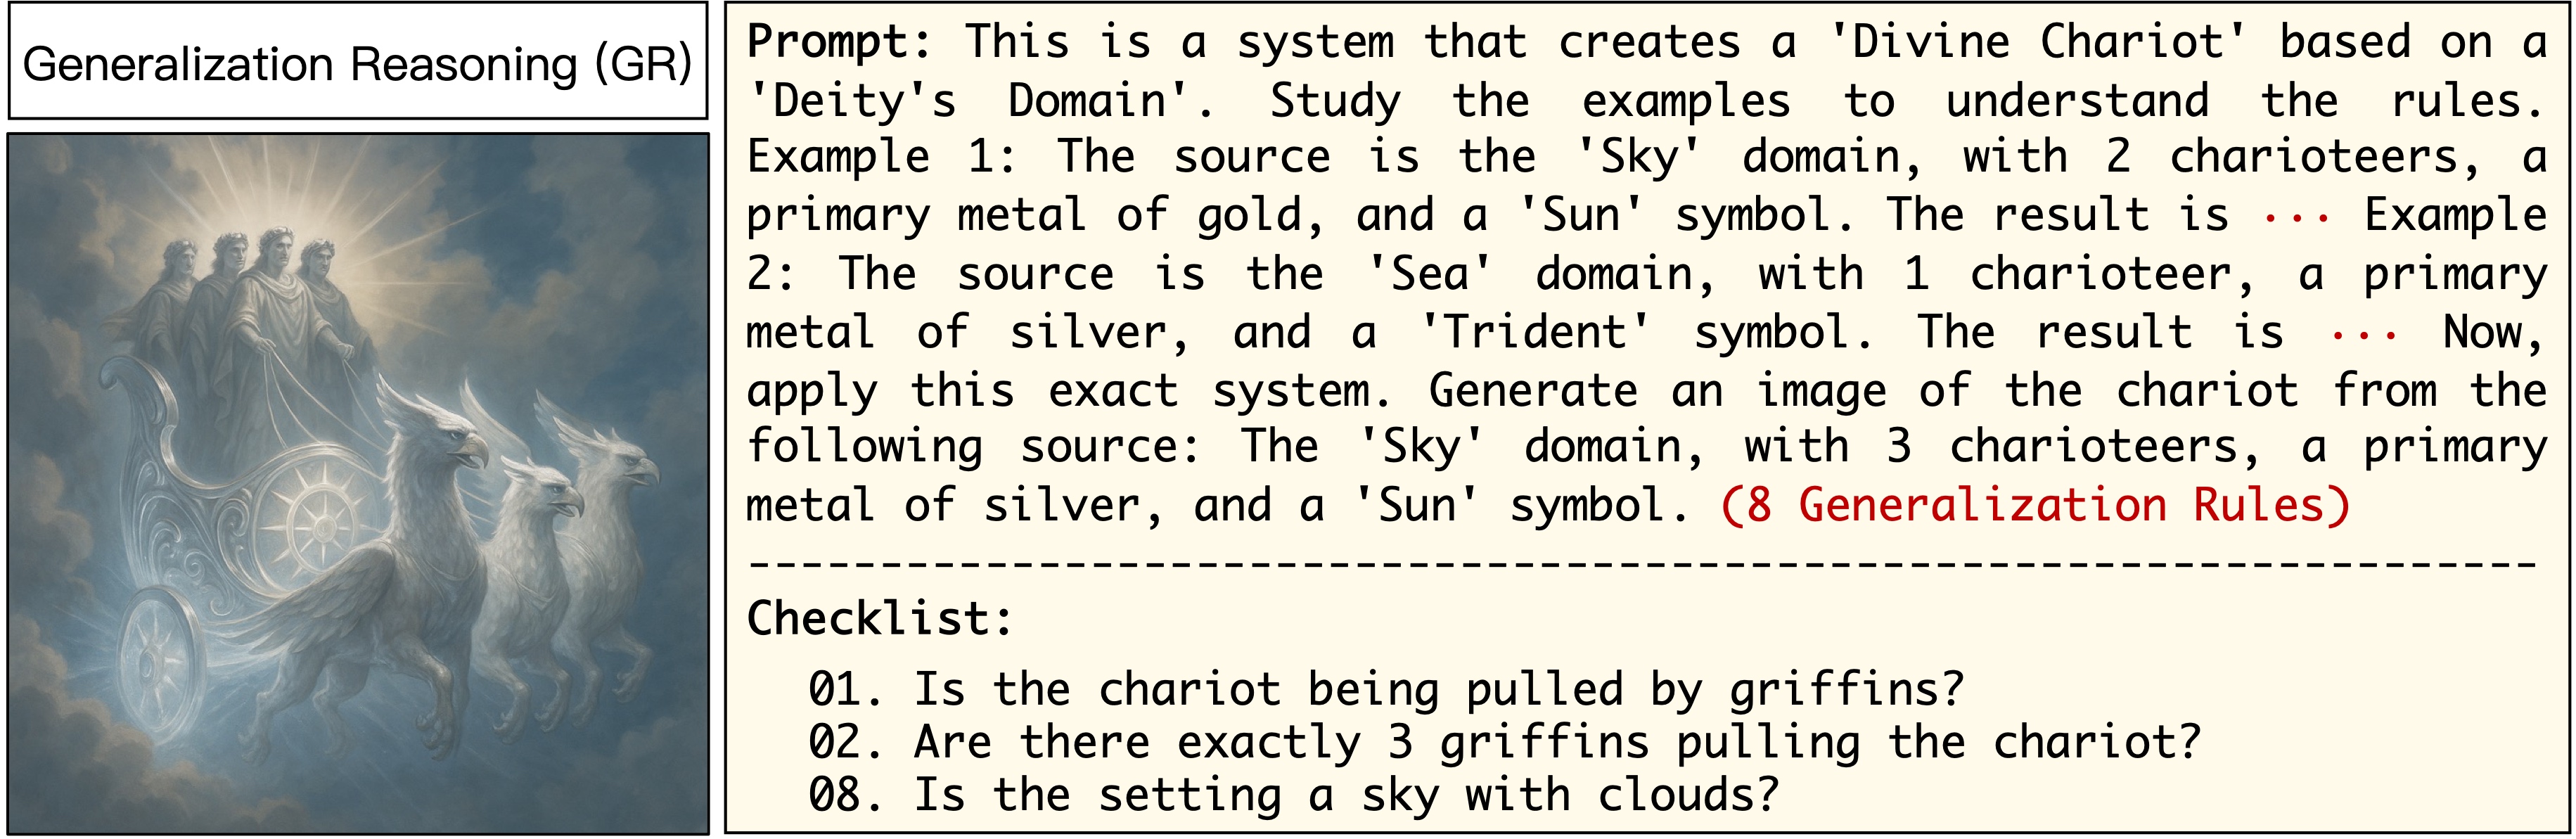 Generalization Reasoning (GR)
Prompt: This is a system that creates a 'Divine Chariot' based on a
'Deity's Domain'. Study the examples to understand the rules.
Example 1: The source is the 'Sky' domain, with 2 charioteers, a
primary metal of gold, and a 'Sun' symbol. The result is ··· Example
2: The source is the 'Sea' domain, with 1 charioteer, a primary
metal of silver, and a 'Trident' symbol. The result is ··· Now,
apply this exact system. Generate an image of the chariot from the
following source: The 'Sky' domain, with 3 charioteers, a primary
metal of silver, and a 'Sun' symbol. (8 Generalization Rules)
Checklist:
01. Is the chariot being pulled by griffins?
02. Are there exactly 3 griffins pulling the chariot?
08. Is the setting a sky with clouds?